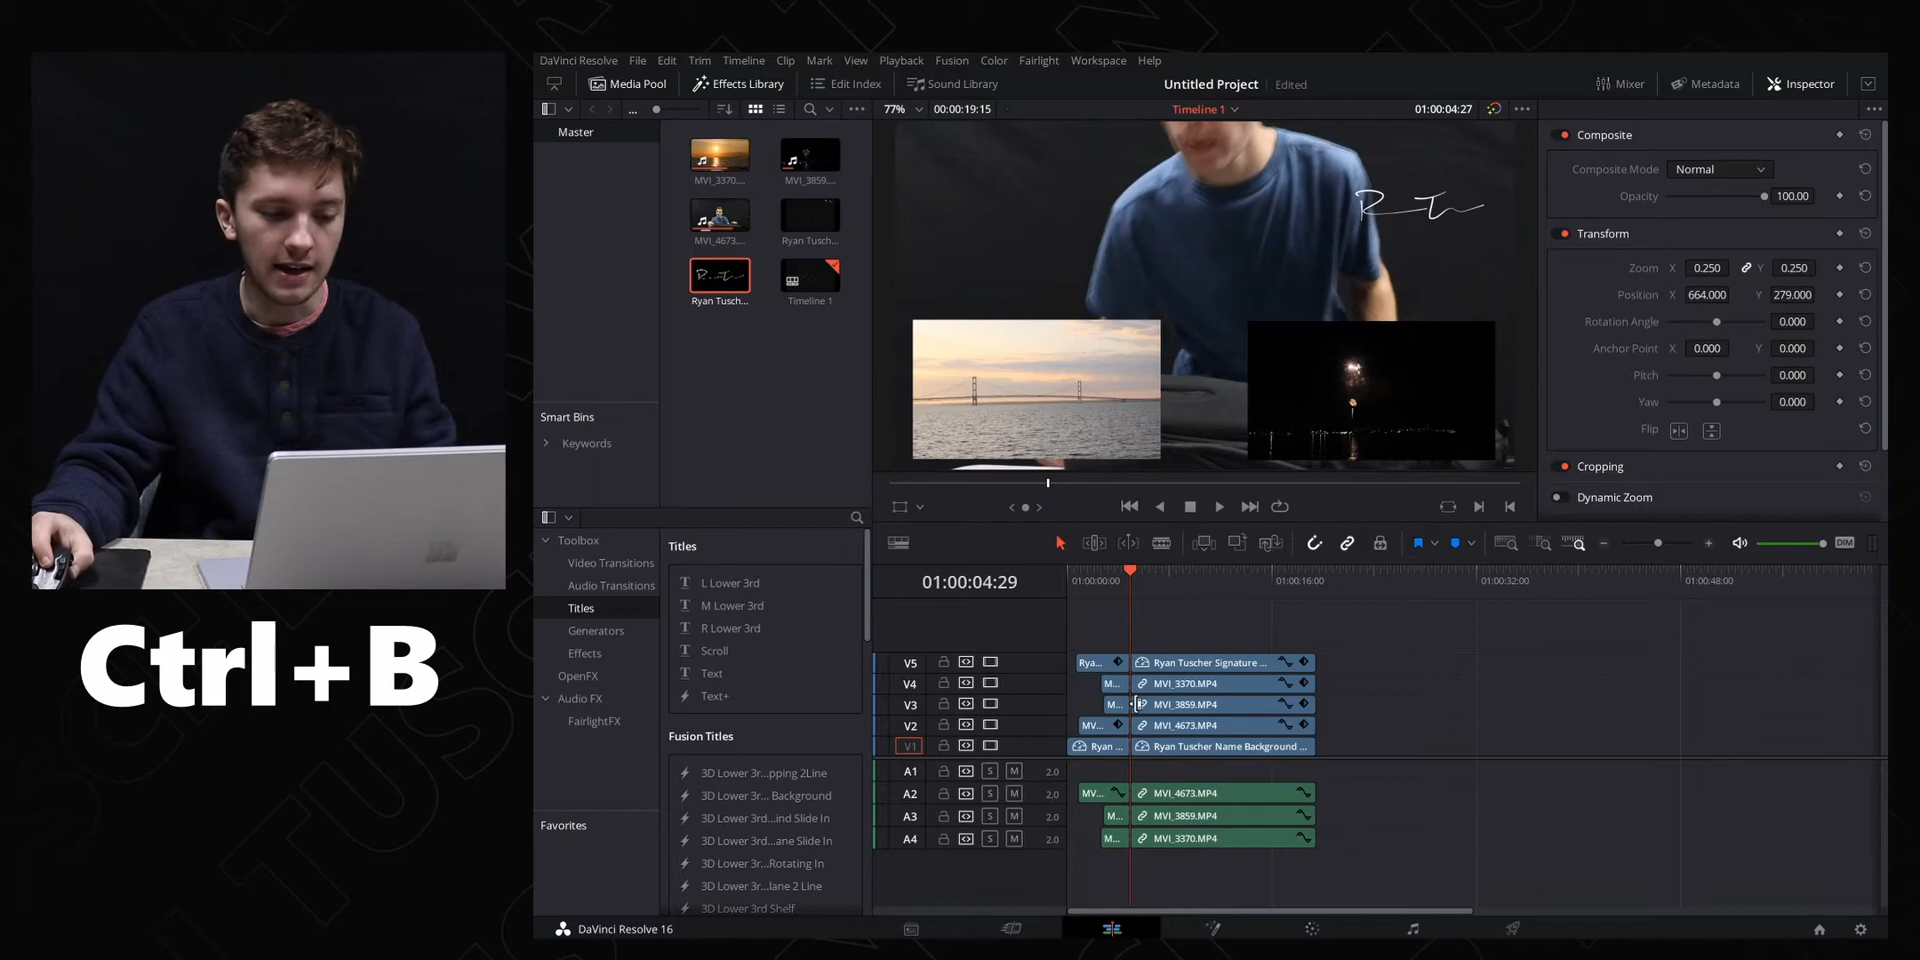 DaVinci Resolve File Edit Trim Timeline Clip Mark View Playback Fusion Color Fairlight Workspace Help
Media Pool Effects Library Edit Index Sound Library Untitled Project Edited Mixer Metadata Inspector
... 77% 00:00:19:15 Timeline 1 01:00:04:27
Master
MVI_3370.... MVI_3859....
MVI_4673.... Ryan Tusch...
Ryan Tusch... Timeline 1
Smart Bins
Keywords
Composite
Composite Mode Normal
Opacity 100.00
Transform
Zoom X 0.250 Y 0.250
Position X 664.000 Y 279.000
Rotation Angle 0.000
Anchor Point X 0.000 Y 0.000
Pitch 0.000
Yaw 0.000
Flip
Cropping
Dynamic Zoom
Ctrl+B
Toolbox
Video Transitions
Audio Transitions
Titles
Generators
Effects
OpenFX
Audio FX
FairlightFX
Favorites
Titles
L Lower 3rd
M Lower 3rd
R Lower 3rd
Scroll
Text
Text+
Fusion Titles
3D Lower 3r...pping 2Line
3D Lower 3r... Background
3D Lower 3rd...ind Slide In
3D Lower 3rd...ane Slide In
3D Lower 3r...Rotating In
3D Lower 3r...lane 2 Line
3D Lower 3rd Shelf
DIM
01:00:04:29 01:00:00:00 01:00:16:00 01:00:32:00 01:00:48:00
V5 Rya... Ryan Tuscher Signature ...
V4 M... MVI_3370.MP4
V3 M... MVI_3859.MP4
V2 MV... MVI_4673.MP4
V1 Ryan ... Ryan Tuscher Name Background ...
A1 S M 2.0
A2 S M 2.0 MV... MVI_4673.MP4
A3 S M 2.0 M... MVI_3859.MP4
A4 S M 2.0 M... MVI_3370.MP4
DaVinci Resolve 16